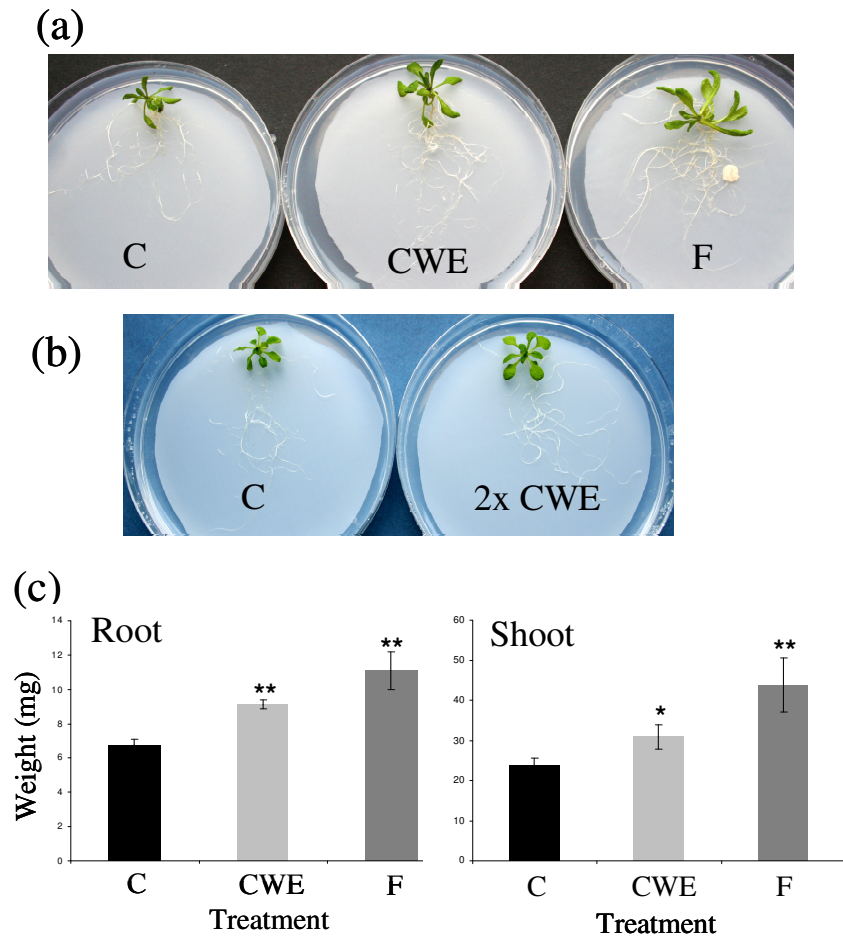 (a)
C
CWE
F
(b)
C
2x CWE
(c)
Root
Weight (mg)
14
12
10
8
6
4
2
0
**
**
C
CWE
F
Treatment
Shoot
60
50
40
30
20
10
0
*
**
C
CWE
F
Treatment